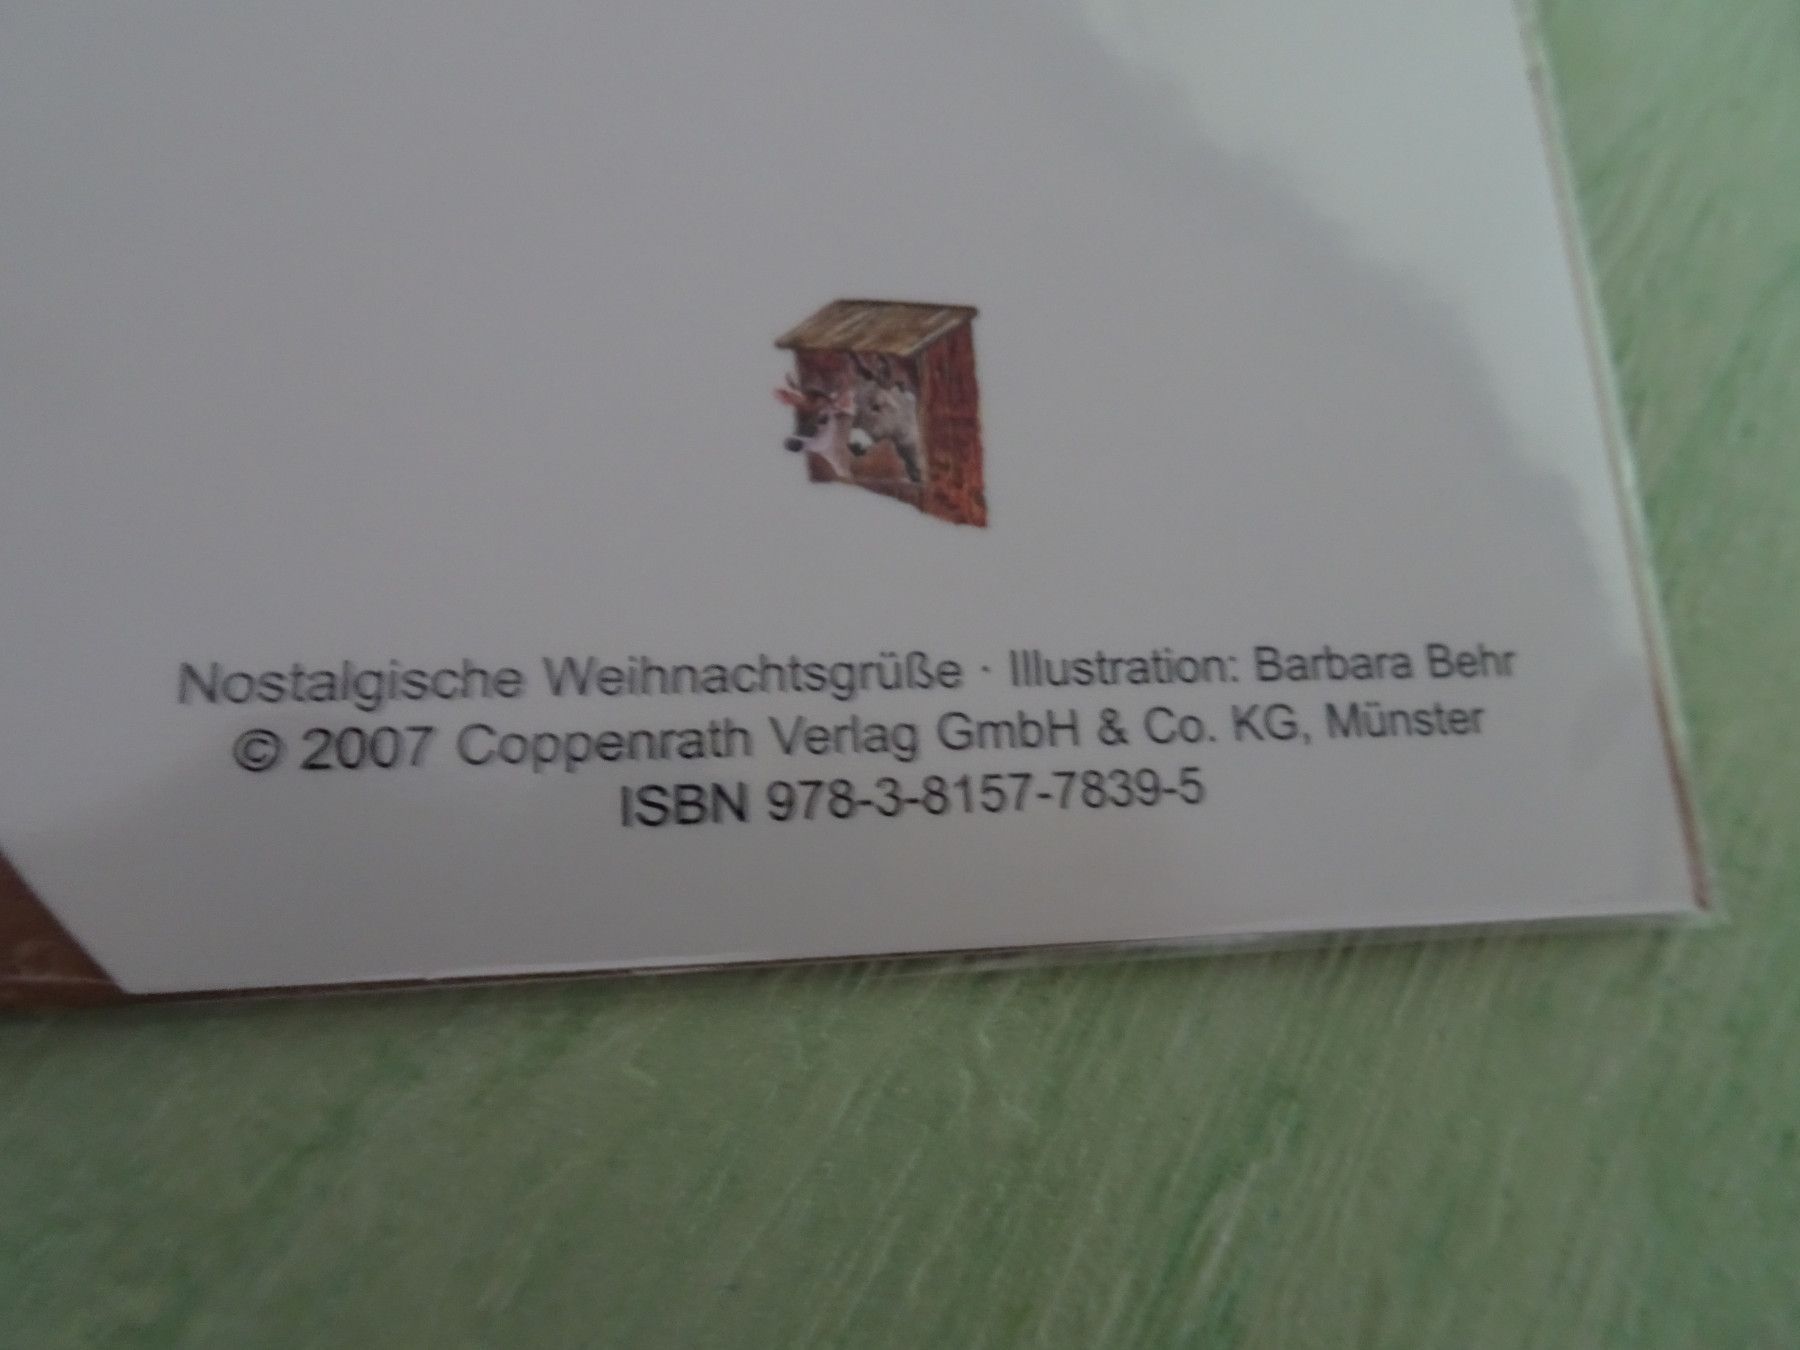 Nostalgische Weihnachtsgrüße · Illustration: Barbara Behr
© 2007 Coppenrath Verlag GmbH & Co. KG, Münster
ISBN 978-3-8157-7839-5